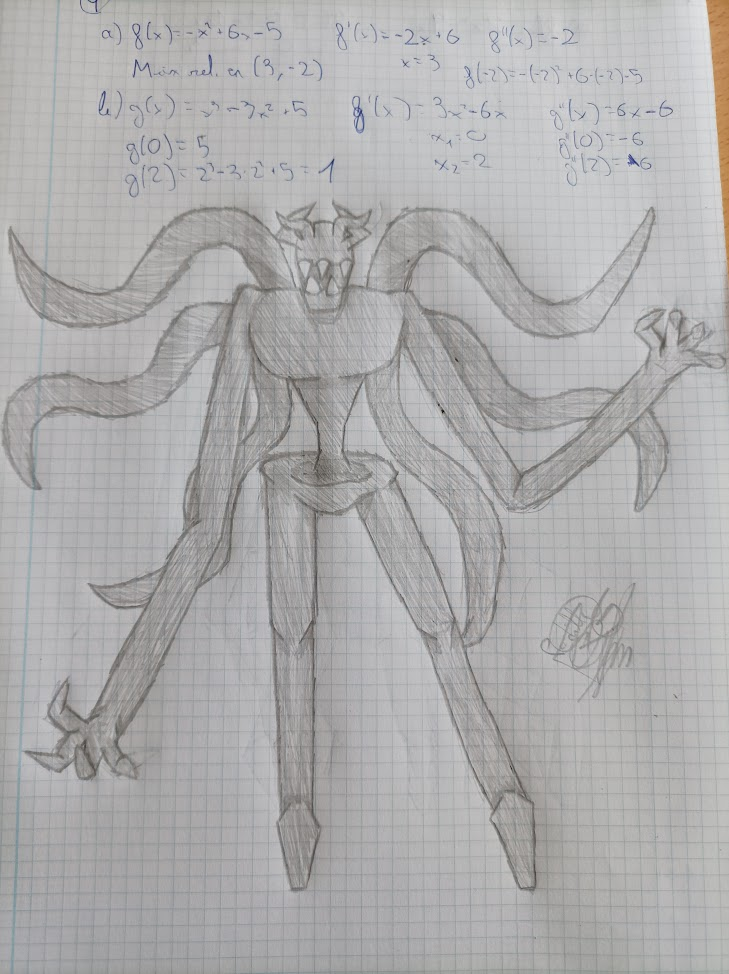 a) f(x)=-x²+6x-5 f'(x)=-2x+6 f''(x)=-2
x=3
Máx rel. en (3,-2) f(-2)=-(-2)²+6·(-2)-5
b) g(x)=x³-3x²+5 g'(x)=3x²-6x g''(x)=6x-6
g(0)=5 x₁=0 g''(0)=-6
g(2)=2³-3·2²+5=1 x₂=2 g''(2)=6